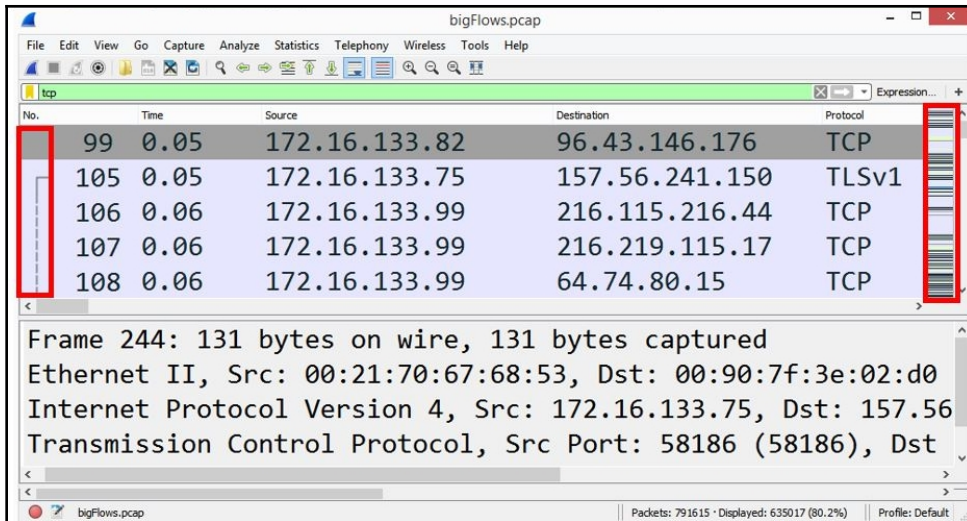 bigFlows.pcap
File Edit View Go Capture Analyze Statistics Telephony Wireless Tools Help
tcp Expression... +
No. Time Source Destination Protocol
99 0.05 172.16.133.82 96.43.146.176 TCP
105 0.05 172.16.133.75 157.56.241.150 TLSv1
106 0.06 172.16.133.99 216.115.216.44 TCP
107 0.06 172.16.133.99 216.219.115.17 TCP
108 0.06 172.16.133.99 64.74.80.15 TCP
Frame 244: 131 bytes on wire, 131 bytes captured
Ethernet II, Src: 00:21:70:67:68:53, Dst: 00:90:7f:3e:02:d0
Internet Protocol Version 4, Src: 172.16.133.75, Dst: 157.56
Transmission Control Protocol, Src Port: 58186 (58186), Dst
bigFlows.pcap Packets: 791615 · Displayed: 635017 (80.2%) Profile: Default